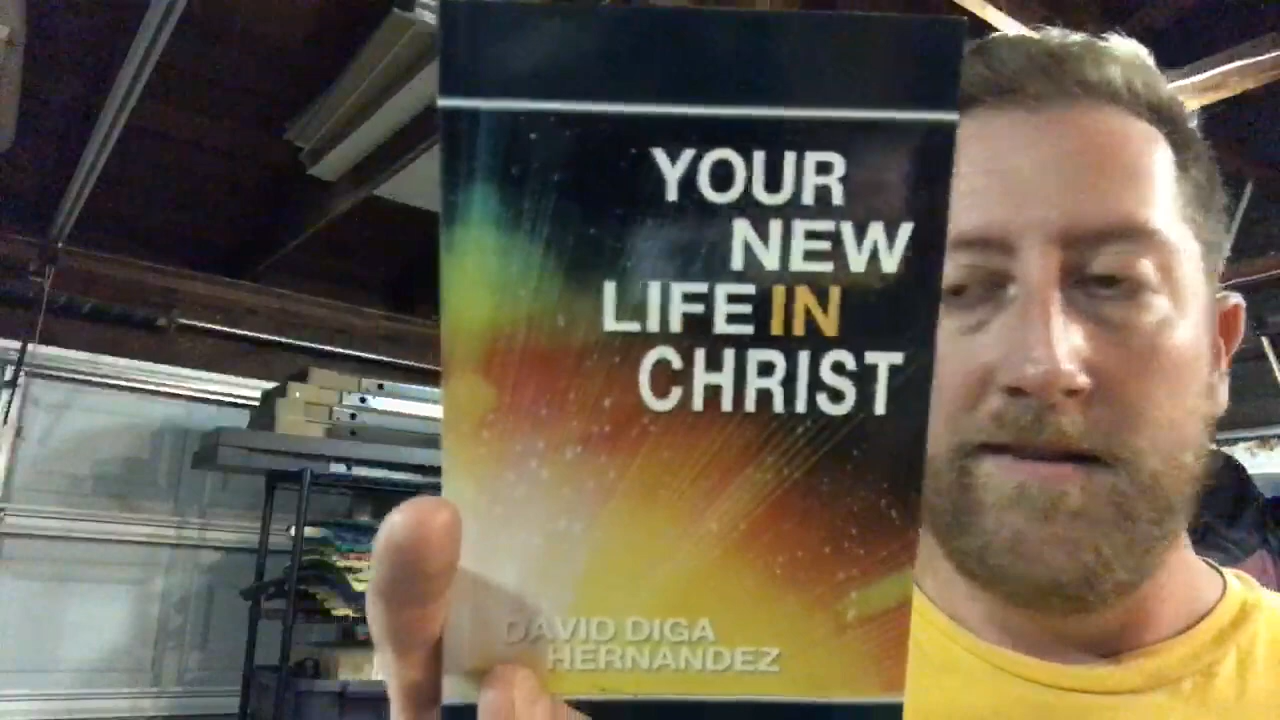 YOUR
NEW
LIFE IN
CHRIST
DAVID DIGA
HERNANDEZ